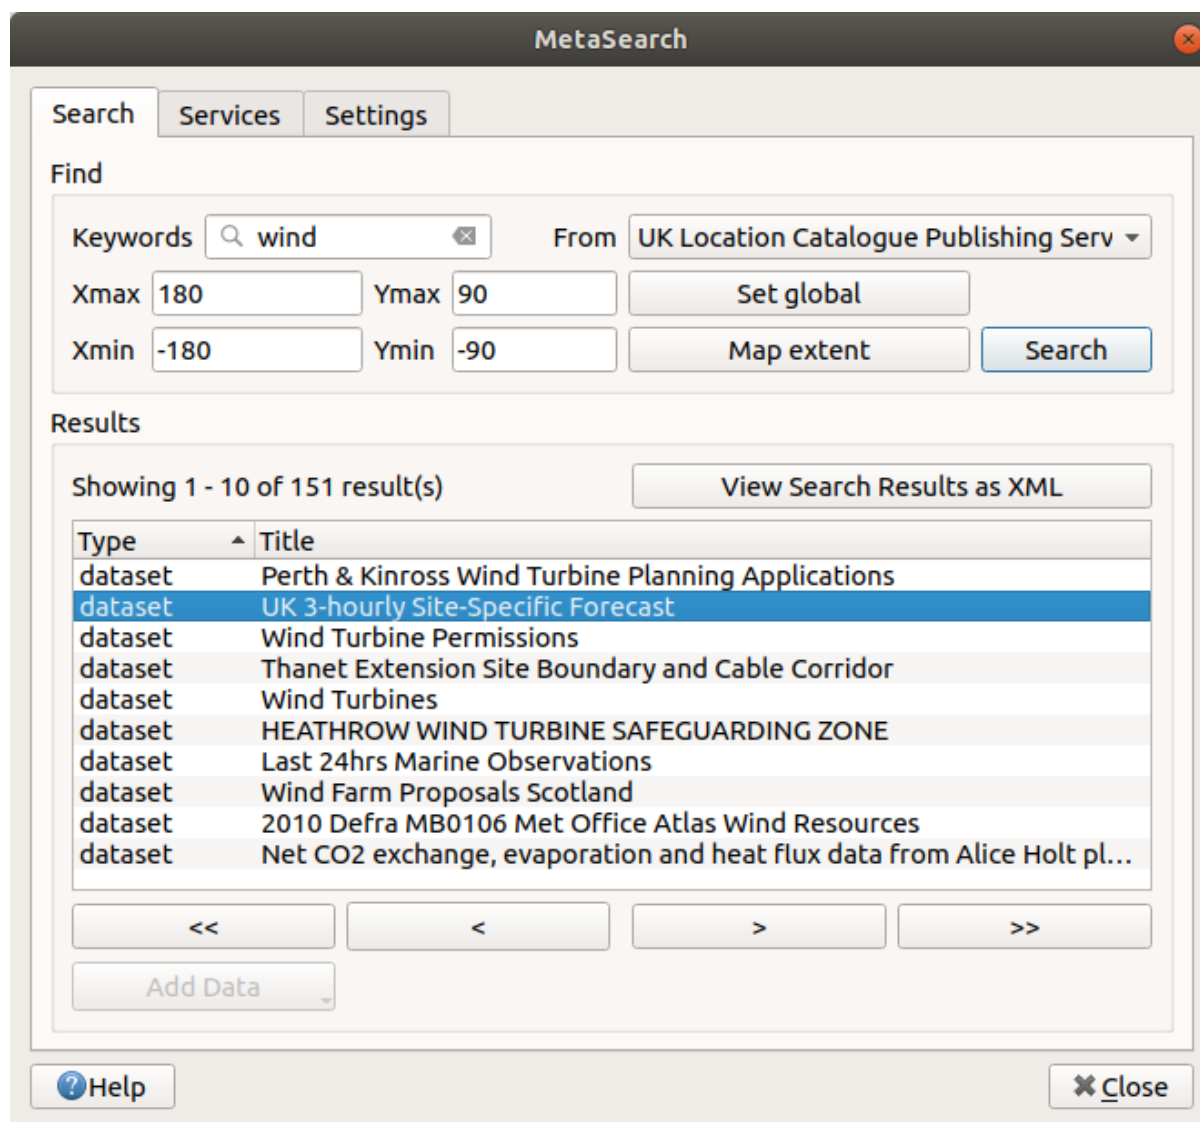 MetaSearch
Search Services Settings
Find
Keywords wind From UK Location Catalogue Publishing Serv
Xmax 180 Ymax 90 Set global
Xmin -180 Ymin -90 Map extent Search
Results
Showing 1 - 10 of 151 result(s) View Search Results as XML
Type Title
dataset Perth & Kinross Wind Turbine Planning Applications
dataset UK 3-hourly Site-Specific Forecast
dataset Wind Turbine Permissions
dataset Thanet Extension Site Boundary and Cable Corridor
dataset Wind Turbines
dataset HEATHROW WIND TURBINE SAFEGUARDING ZONE
dataset Last 24hrs Marine Observations
dataset Wind Farm Proposals Scotland
dataset 2010 Defra MB0106 Met Office Atlas Wind Resources
dataset Net CO2 exchange, evaporation and heat flux data from Alice Holt pl...
<< < > >>
Add Data
Help Close